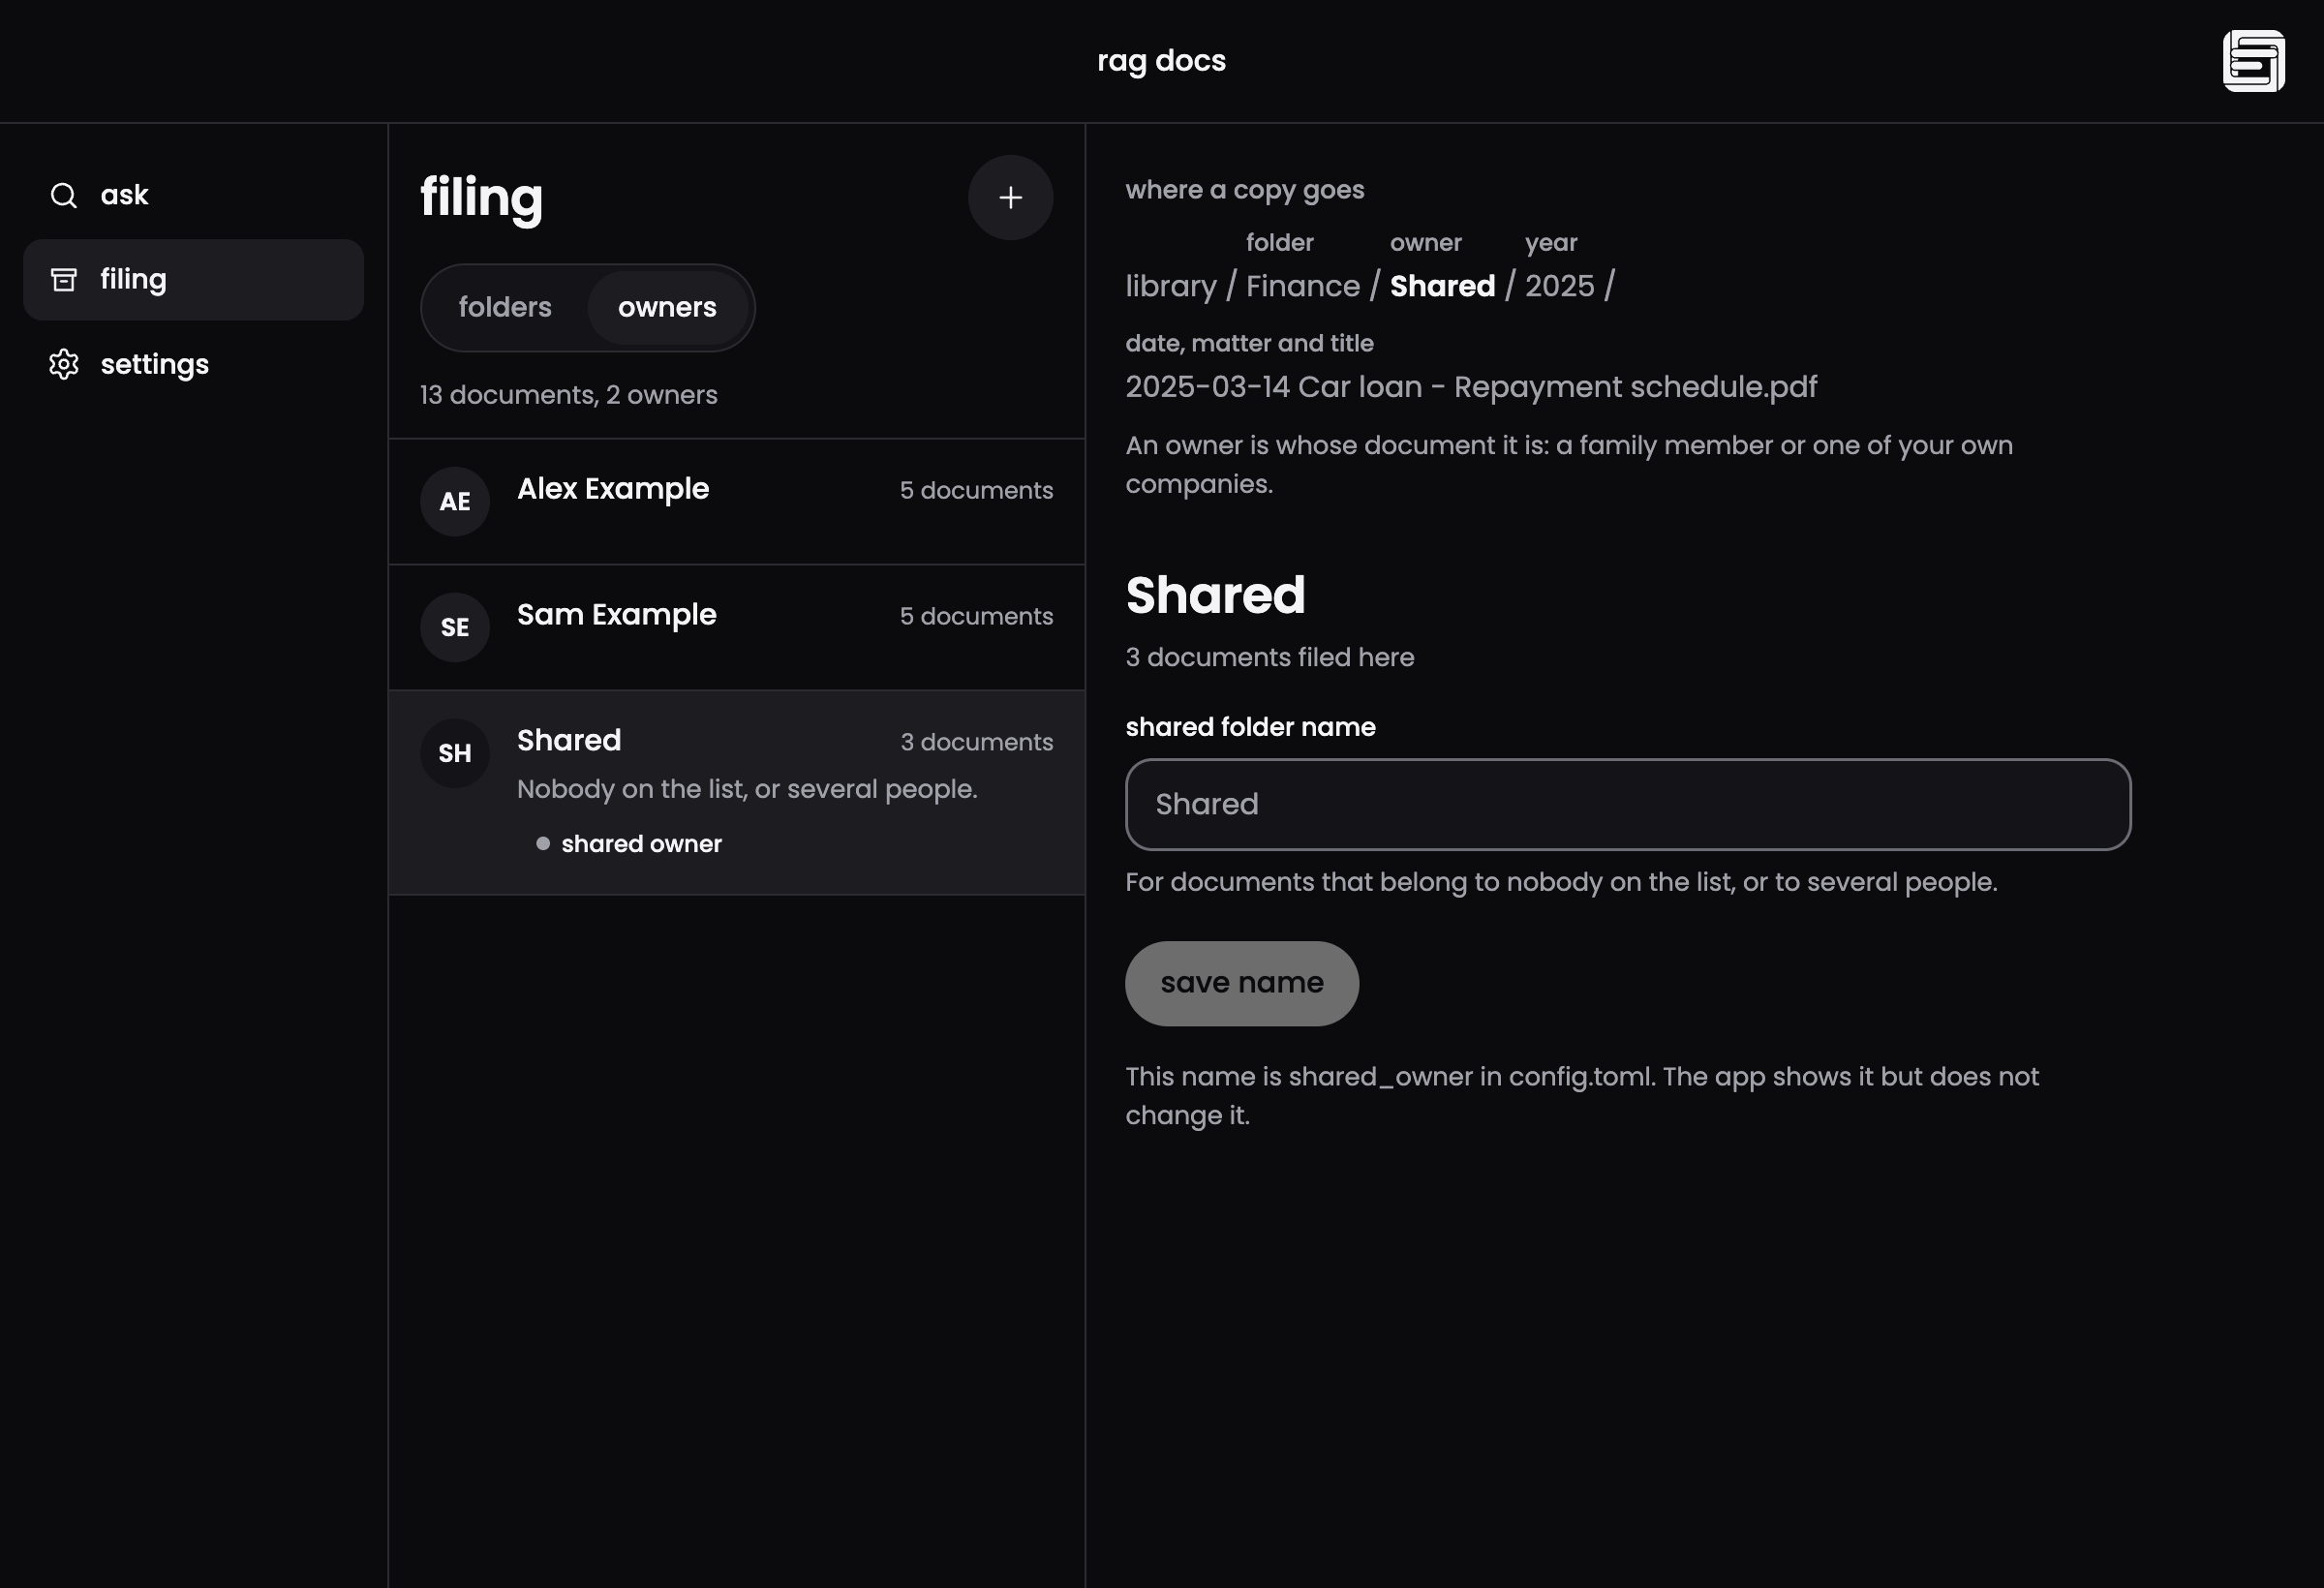 rag docs
ask
filing
settings
filing
+
folders owners
13 documents, 2 owners
AE Alex Example 5 documents
SE Sam Example 5 documents
SH Shared 3 documents
Nobody on the list, or several people.
shared owner
where a copy goes
folder owner year
library / Finance / Shared / 2025 /
date, matter and title
2025-03-14 Car loan - Repayment schedule.pdf
An owner is whose document it is: a family member or one of your own
companies.
Shared
3 documents filed here
shared folder name
Shared
For documents that belong to nobody on the list, or to several people.
save name
This name is shared_owner in config.toml. The app shows it but does not
change it.